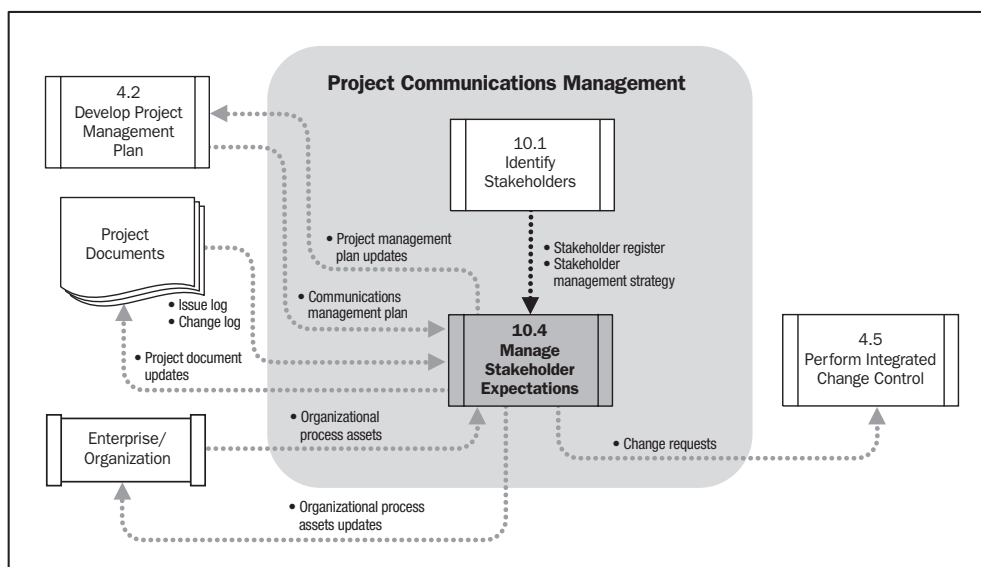 Project Communications Management
4.2
Develop Project
Management
Plan
10.1
Identify
Stakeholders
Project
Documents
• Project management
plan updates
• Stakeholder register
• Stakeholder
management strategy
• Issue log
• Change log
• Communications
management plan
10.4
Manage
Stakeholder
Expectations
4.5
Perform Integrated
Change Control
• Project document
updates
Enterprise/
Organization
• Organizational
process assets
• Change requests
• Organizational process
assets updates